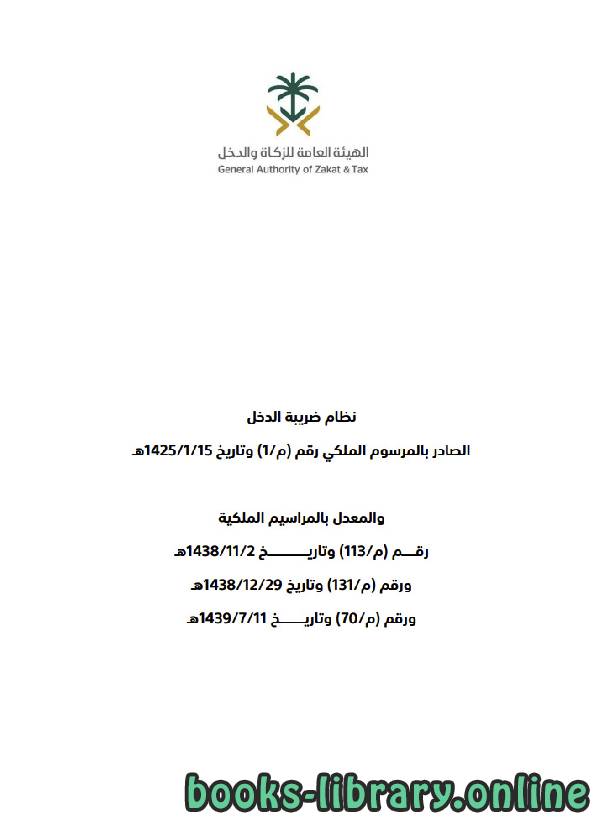 الهيئة العامة للزكاة والدخل
General Authority of Zakat & Tax
نظام ضريبة الدخل
الصادر بالمرسوم الملكي رقم (م/1) وتاريخ 1425/1/15هـ
والمعدل بالمراسيم الملكية
رقـــم (م/113) وتاريـــــــــــخ 1438/11/2هـ
ورقم (م/131) وتاريخ 1438/12/29هـ
ورقم (م/70) وتاريـــــــخ 1439/7/11هـ
books-library.online